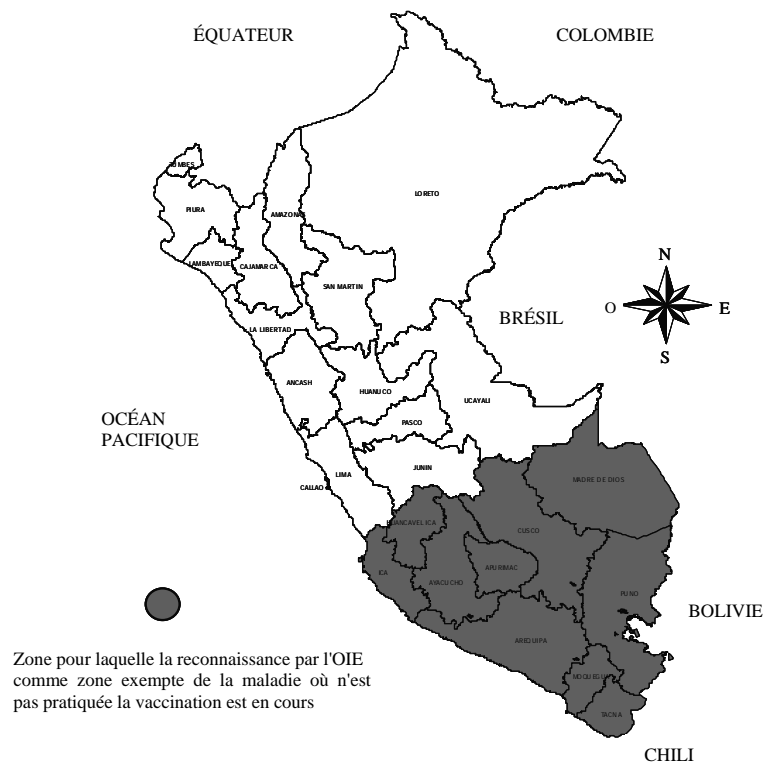 ÉQUATEUR
COLOMBIE
TUMBES
LORETO
PIURA
AMAZONAS
LAMBAYEQUE
CAJAMARCA
SAN MARTIN
N
O
E
S
BRÉSIL
LA LIBERTAD
ANCASH
HUANUCO
UCAYALI
OCÉAN
PACIFIQUE
PASCO
JUNIN
LIMA
CALLAO
MADRE DE DIOS
HUANCAVELICA
CUSCO
ICA
AYACUCHO
APURIMAC
PUNO
BOLIVIE
AREQUIPA
MOQUEGUA
TACNA
Zone pour laquelle la reconnaissance par l'OIE
comme zone exempte de la maladie où n'est
pas pratiquée la vaccination est en cours
CHILI